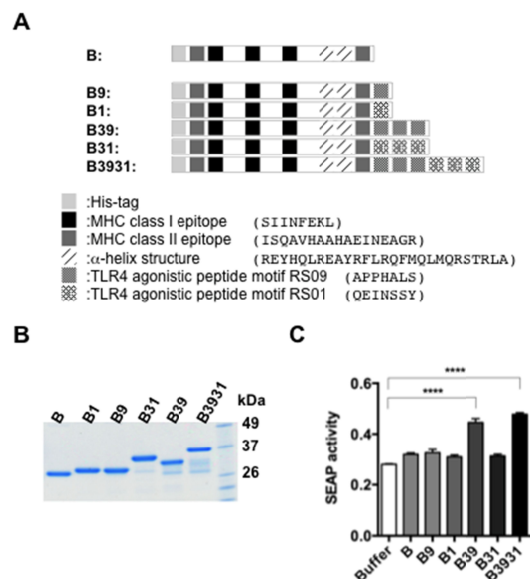 A
B:
B9:
B1:
B39:
B31:
B3931:
:His-tag
:MHC class I epitope (SIINFEKL)
:MHC class II epitope (ISQAVHAAHAEINEAGR)
:α-helix structure (REYHQLREAYRFLRQFMQLMQRSTRLA)
:TLR4 agonistic peptide motif RS09 (APPHALS)
:TLR4 agonistic peptide motif RS01 (QEINSSY)
B
B B1 B9 B31 B39 B3931 kDa
49
37
26
C
****
****
0.6
0.4
0.2
0.0
SEAP activity
Buffer B B9 B1 B39 B31 B3931